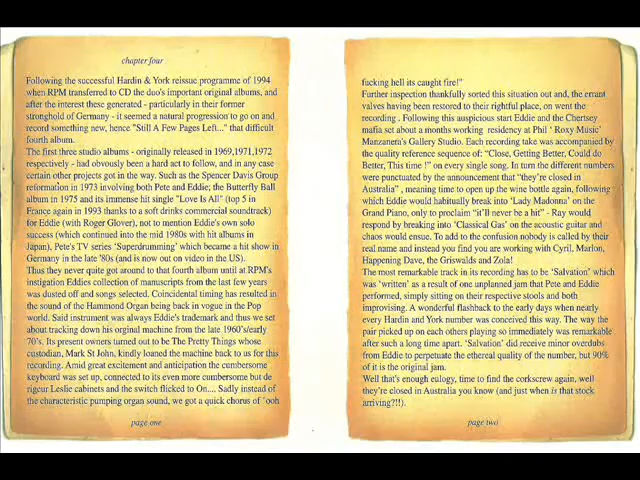 chapter four
Following the successful Hardin & York reissue programme of 1994
when RPM transferred to CD the duo's important original albums, and
after the interest these generated - particularly in their former
stronghold of Germany - it seemed a natural progression to go on and
record something new, hence "Still A Few Pages Left..." that difficult
fourth album.
The first three studio albums - originally released in 1969,1971,1972
respectively - had obviously been a hard act to follow, and in any case
certain other projects got in the way. Such as the Spencer Davis Group
reformation in 1973 involving both Pete and Eddie; the Butterfly Ball
album in 1975 and its immense hit single "Love Is All" (top 5 in
France again in 1993 thanks to a soft drinks commercial soundtrack)
for Eddie (with Roger Glover), not to mention Eddie's own solo
success (which continued into the mid 1980s with hit albums in
Japan), Pete's TV series ‘Superdrumming’ which became a hit show in
Germany in the late '80s (and is now out on video in the US).
Thus they never quite got around to that fourth album until at RPM's
instigation Eddies collection of manuscripts from the last few years
was dusted off and songs selected. Coincidental timing has resulted in
the sound of the Hammond Organ being back in vogue in the Pop
world. Said instrument was always Eddie's trademark and thus we set
about tracking down his orginal machine from the late 1960's/early
70's. Its present owners turned out to be The Pretty Things whose
custodian, Mark St John, kindly loaned the machine back to us for this
recording. Amid great excitement and anticipation the cumbersome
keyboard was set up, connected to its even more cumbersome but de
rigeur Leslie cabinets and the switch flicked to On.... Sadly instead of
the characteristic pumping organ sound, we got a quick chorus of ‘ooh
page one
fucking hell its caught fire!"
Further inspection thankfully sorted this situation out and, the errant
valves having been restored to their rightful place, on went the
recording . Following this auspicious start Eddie and the Chertsey
mafia set about a months working residency at Phil ‘ Roxy Music’
Manzanera's Gallery Studio. Each recording take was accompanied by
the quality reference sequence of: “Close, Getting Better, Could do
Better, This time !” on every single song. In turn the different numbers
were punctuated by the announcement that “they're closed in
Australia” , meaning time to open up the wine bottle again, following
which Eddie would habitually break into ‘Lady Madonna’ on the
Grand Piano, only to proclaim “it'll never be a hit” - Ray would
respond by breaking into ‘Classical Gas’ on the acoustic guitar and
chaos would ensue. To add to the confusion nobody is called by their
real name and instead you find you are working with Cyril, Marlon,
Happening Dave, the Griswalds and Zola!
The most remarkable track in its recording has to be ‘Salvation’ which
was ‘written’ as a result of one unplanned jam that Pete and Eddie
performed, simply sitting on their respective stools and both
improvising. A wonderful flashback to the early days when nearly
every Hardin and York number was conceived this way. The way the
pair picked up on each others playing so immediately was remarkable
after such a long time apart. ‘Salvation’ did receive minor overdubs
from Eddie to perpetuate the ethereal quality of the number, but 90%
of it is the original jam.
Well that's enough eulogy, time to find the corkscrew again, well
they're closed in Australia you know (and just when is that stock
arriving?!!).
page two